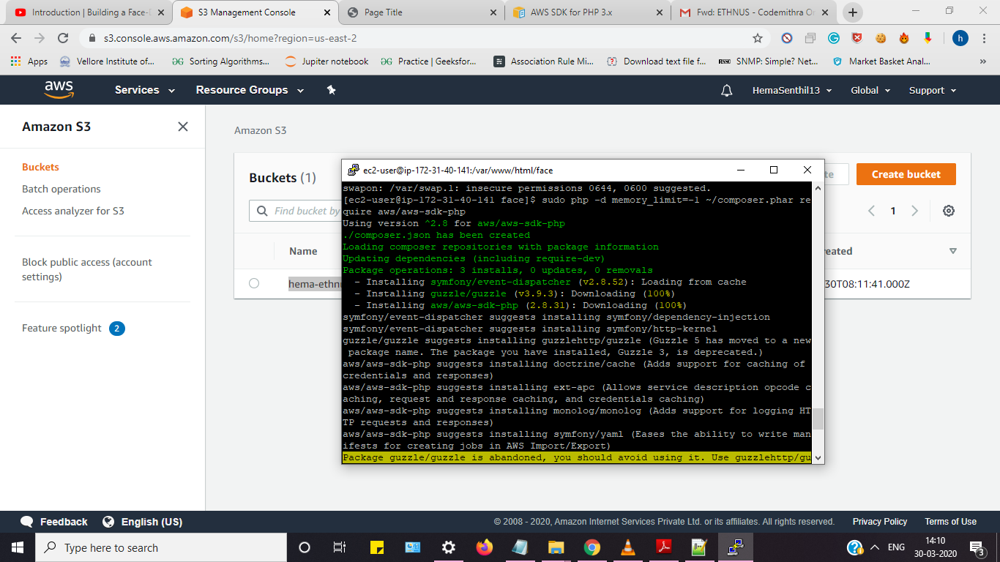 Introduction | Building a Face-D
S3 Management Console
Page Title
AWS SDK for PHP 3.x
Fwd: ETHNUS - Codemithra On
s3.console.aws.amazon.com/s3/home?region=us-east-2
h
Apps
Vellore Institute of...
Sorting Algorithms...
Jupiter notebook
Practice | Geeksfor...
Association Rule Mi...
Download text file f...
SNMP: Simple? Net...
Market Basket Anal...
»
aws
Services
Resource Groups
HemaSenthil13
Global
Support
Amazon S3
Buckets
Batch operations
Access analyzer for S3
Block public access (account
settings)
Feature spotlight 2
Amazon S3
Buckets (1)
te
Create bucket
Find bucket by
1
Name
eated
hema-ethnu
30T08:11:41.000Z
ec2-user@ip-172-31-40-141:/var/www/html/face
swapon: /var/swap.1: insecure permissions 0644, 0600 suggested.
[ec2-user@ip-172-31-40-141 face]$ sudo php -d memory_limit=-1 ~/composer.phar re
quire aws/aws-sdk-php
Using version ^2.8 for aws/aws-sdk-php
./composer.json has been created
Loading composer repositories with package information
Updating dependencies (including require-dev)
Package operations: 3 installs, 0 updates, 0 removals
- Installing symfony/event-dispatcher (v2.8.52): Loading from cache
- Installing guzzle/guzzle (v3.9.3): Downloading (100%)
- Installing aws/aws-sdk-php (2.8.31): Downloading (100%)
symfony/event-dispatcher suggests installing symfony/dependency-injection
symfony/event-dispatcher suggests installing symfony/http-kernel
guzzle/guzzle suggests installing guzzlehttp/guzzle (Guzzle 5 has moved to a new
package name. The package you have installed, Guzzle 3, is deprecated.)
aws/aws-sdk-php suggests installing doctrine/cache (Adds support for caching of
credentials and responses)
aws/aws-sdk-php suggests installing ext-apc (Allows service description opcode c
aching, request and response caching, and credentials caching)
aws/aws-sdk-php suggests installing monolog/monolog (Adds support for logging HT
TP requests and responses)
aws/aws-sdk-php suggests installing symfony/yaml (Eases the ability to write man
ifests for creating jobs in AWS Import/Export)
Package guzzle/guzzle is abandoned, you should avoid using it. Use guzzlehttp/gu
Feedback
English (US)
© 2008 - 2020, Amazon Internet Services Private Ltd. or its affiliates. All rights reserved.
Privacy Policy
Terms of Use
Type here to search
ENG
14:10
30-03-2020
3